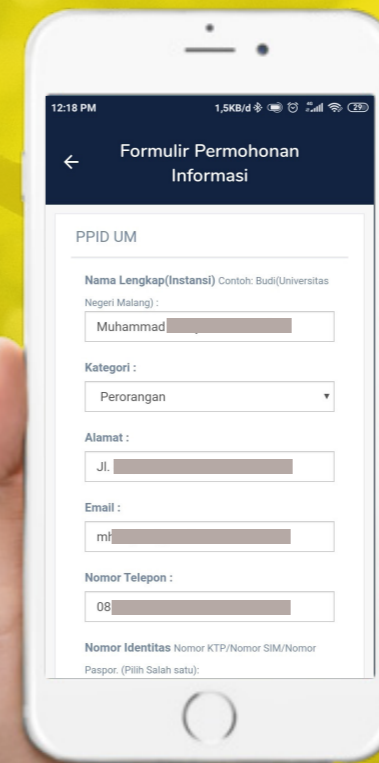 12:18 PM 1,5KB/d 4G 29
Formulir Permohonan
Informasi
PPID UM
Nama Lengkap(Instansi) Contoh: Budi(Universitas
Negeri Malang) :
Muhammad
Kategori :
Perorangan
Alamat :
Jl.
Email :
mh
Nomor Telepon :
08
Nomor Identitas Nomor KTP/Nomor SIM/Nomor
Paspor. (Pilih Salah satu):